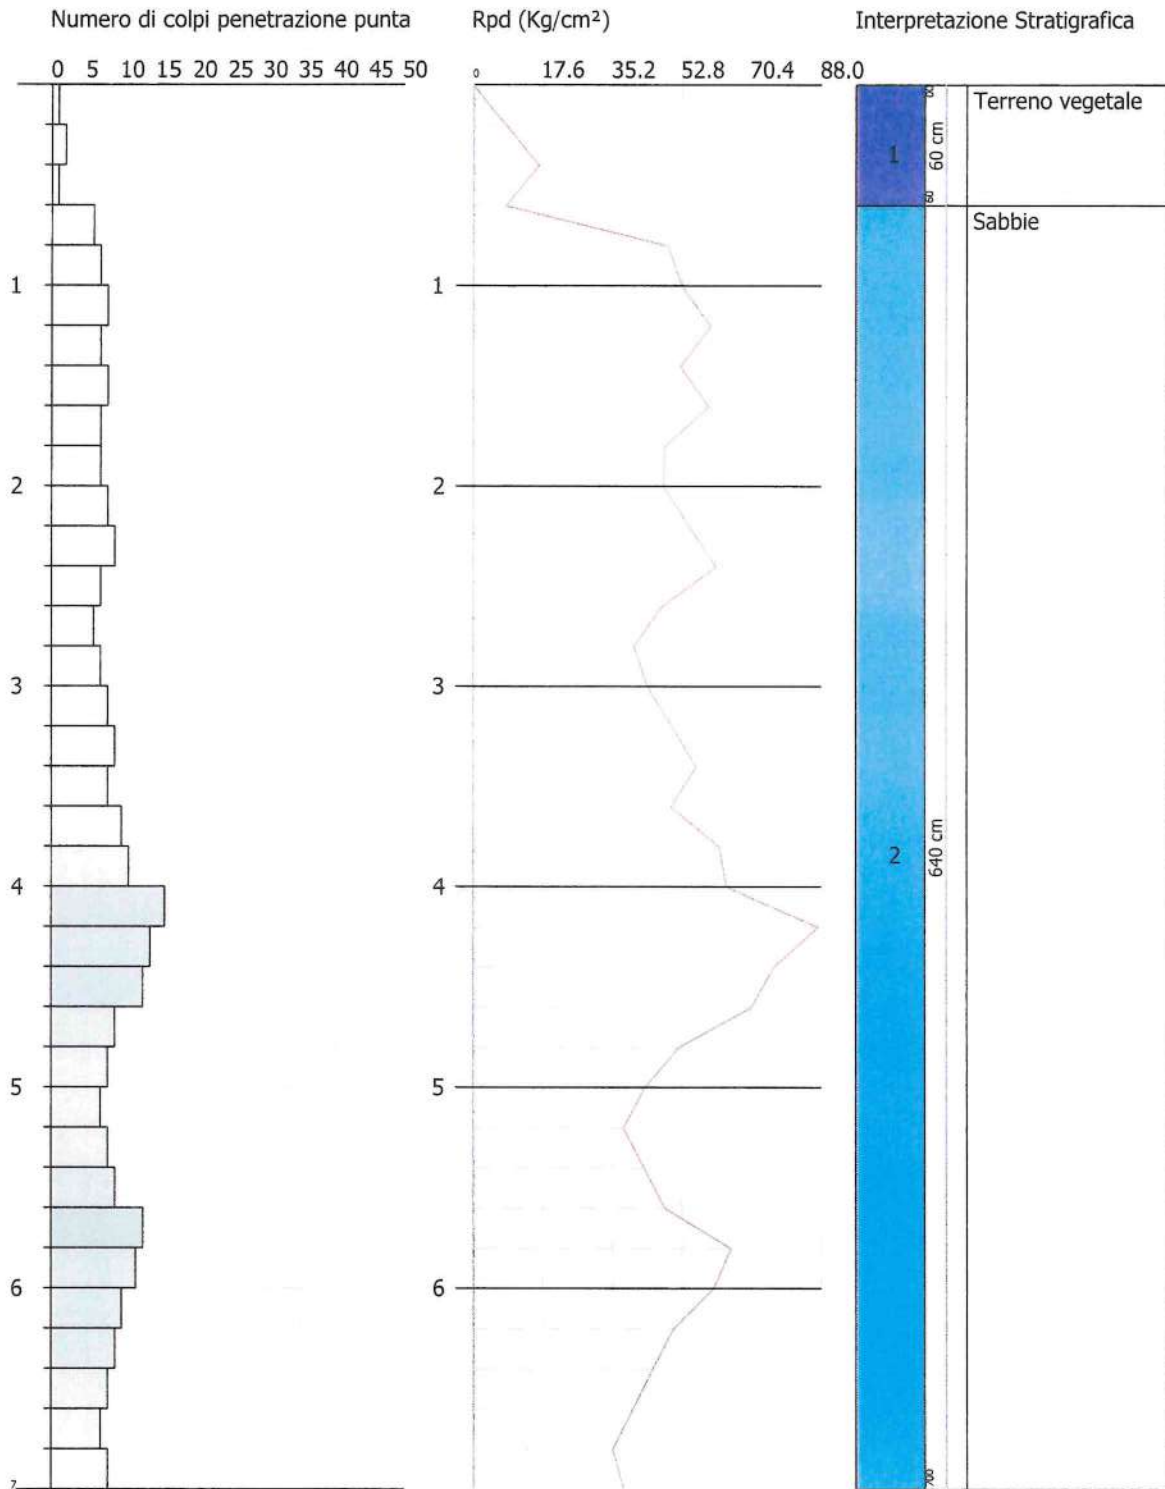 Numero di colpi penetrazione punta
Rpd (Kg/cm²)
Interpretazione Stratigrafica
0 5 10 15 20 25 30 35 40 45 50
0 17.6 35.2 52.8 70.4 88.0
Terreno vegetale
1
60 cm
60
Sabbie
1
1
2
2
3
3
2
640 cm
4
4
5
5
6
6
7